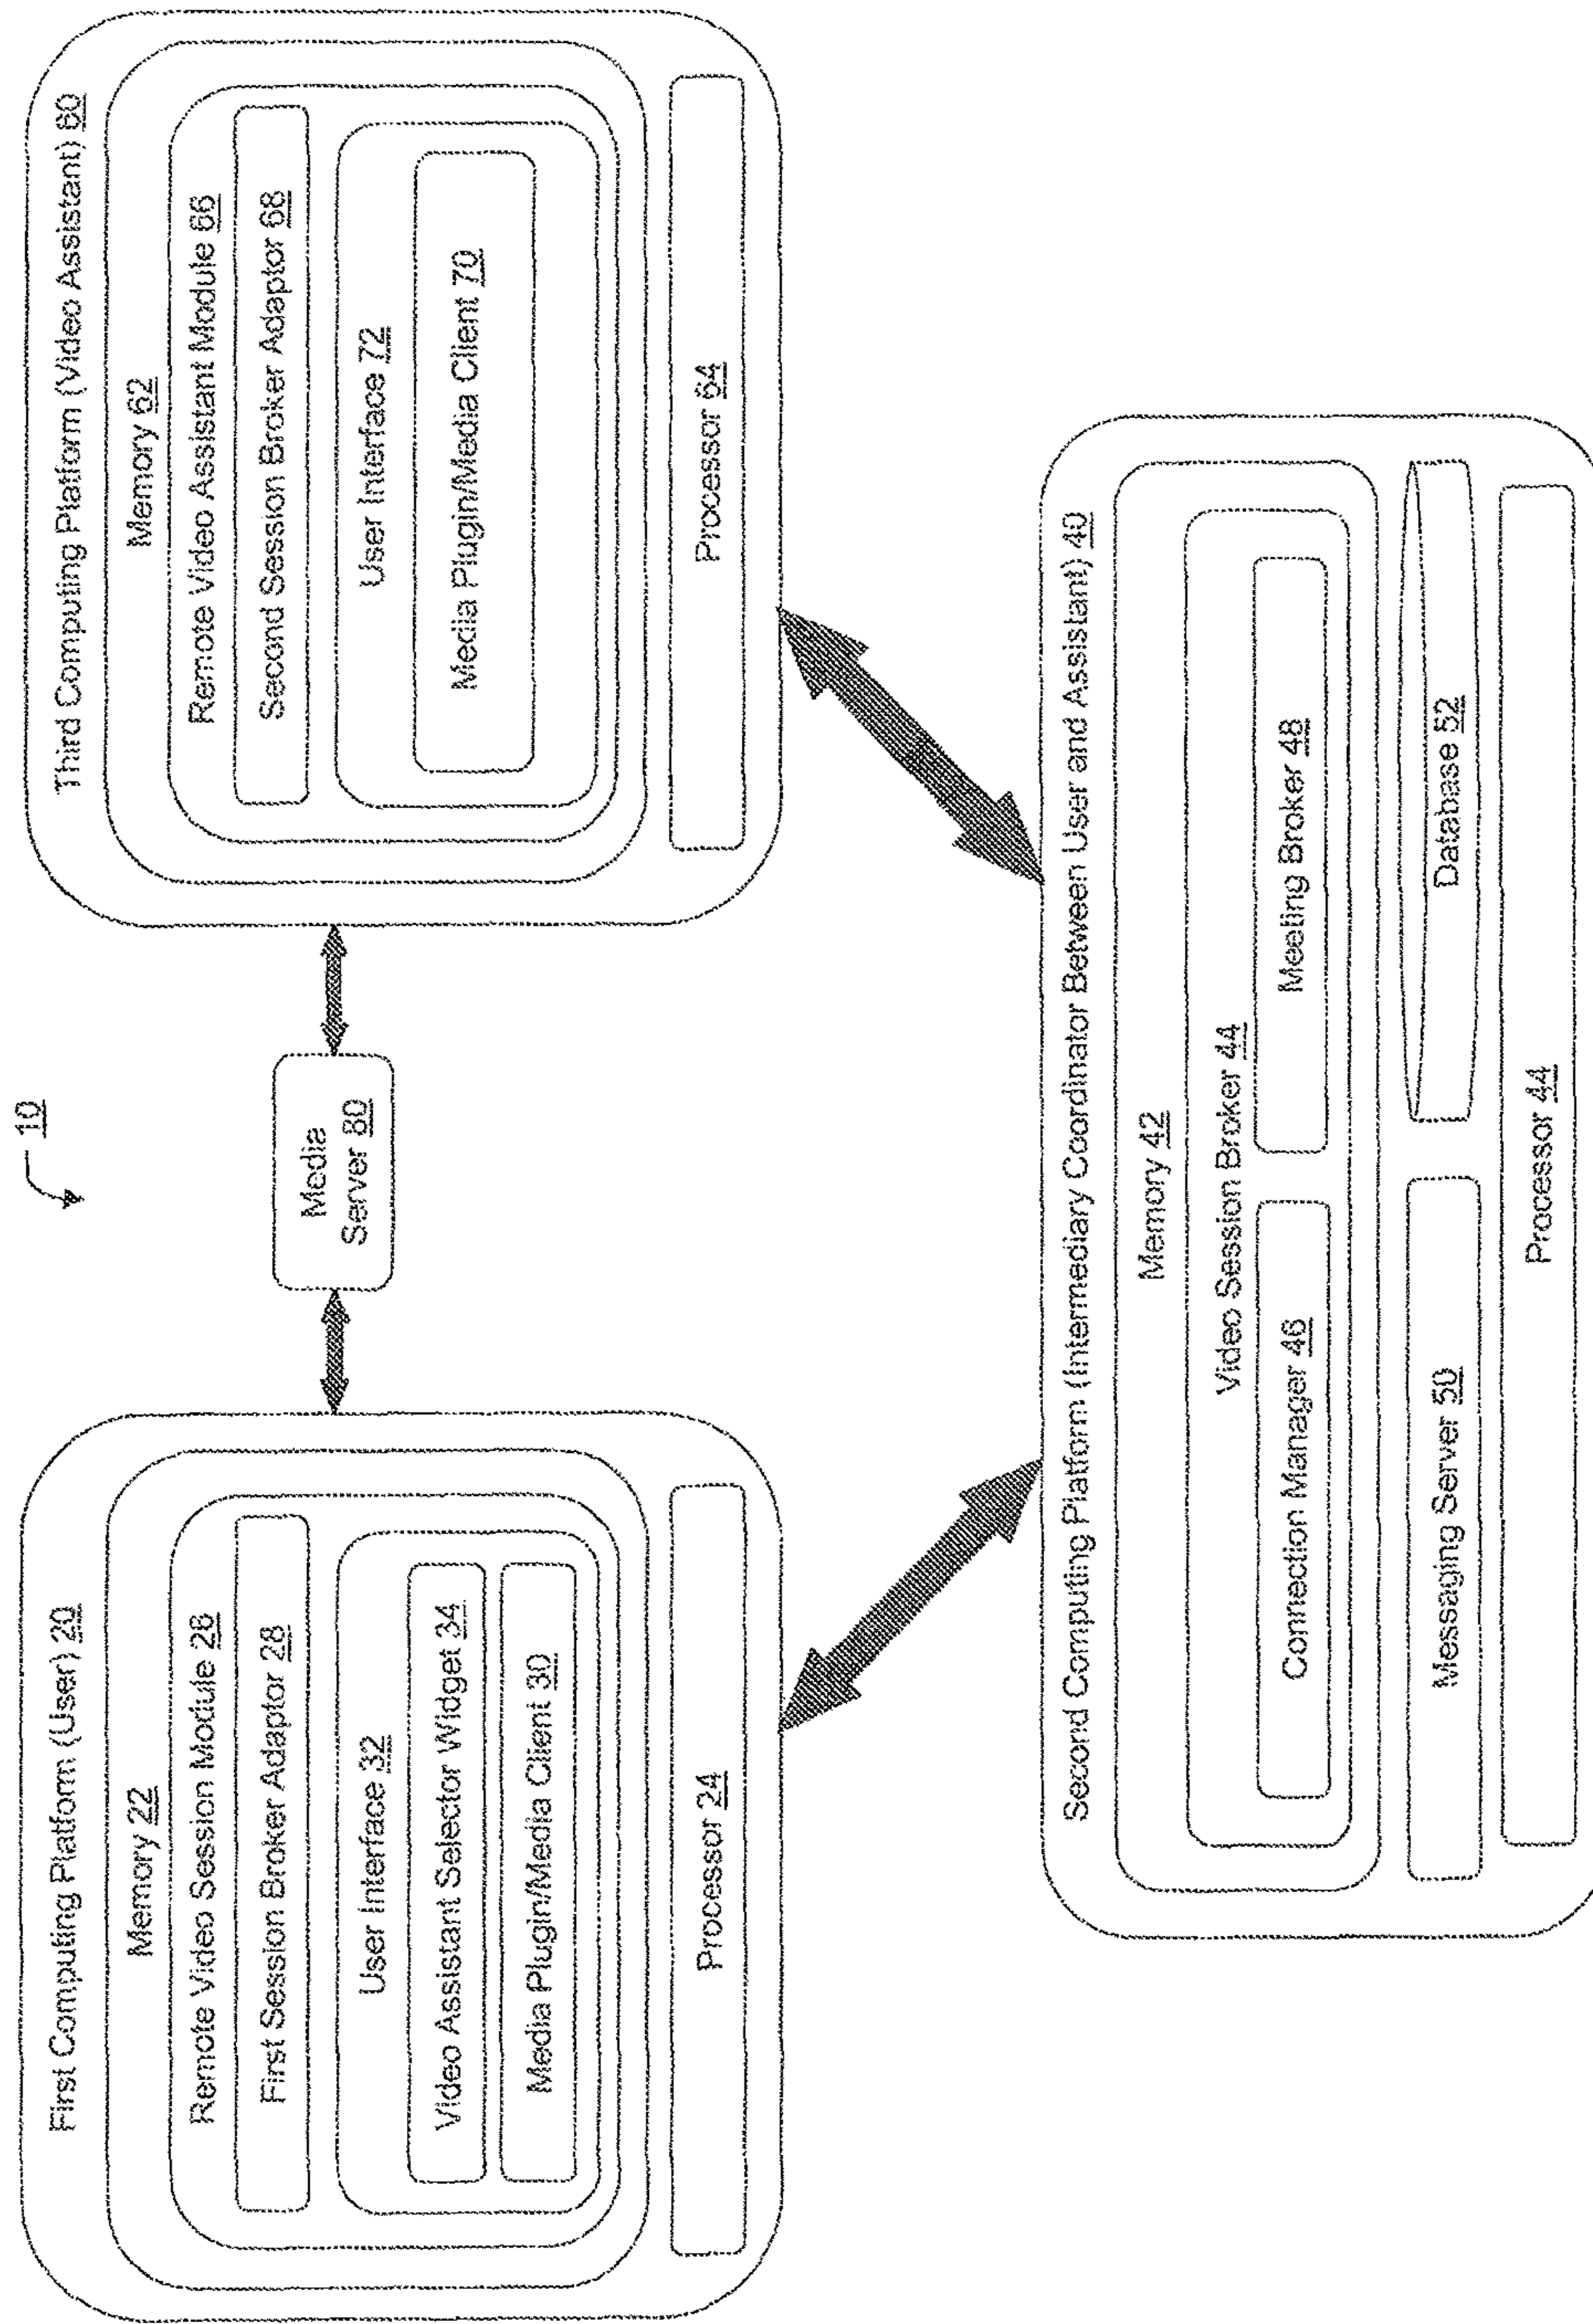 10
First Computing Platform (User) 20
Memory 22
Remote Video Session Module 26
First Session Broker Adaptor 28
User Interface 32
Video Assistant Selector Widget 34
Media Plugin/Media Client 30
Processor 24
Media
Server 80
Third Computing Platform (Video Assistant) 60
Memory 62
Remote Video Assistant Module 66
Second Session Broker Adaptor 68
User Interface 72
Media Plugin/Media Client 70
Processor 64
Second Computing Platform (Intermediary Coordinator Between User and Assistant) 40
Memory 42
Video Session Broker 44
Connection Manager 46
Meeting Broker 48
Messaging Server 50
Database 52
Processor 44